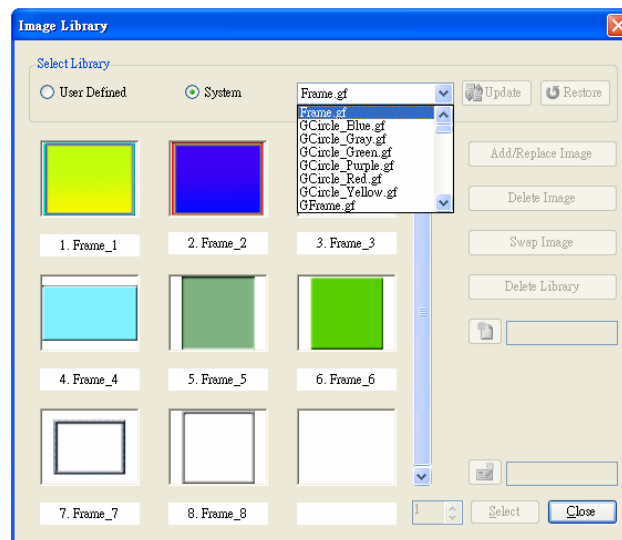 Image Library
Select Library
User Defined
System
Frame.gf
Update
Restore
Frame.gf
GCircle_Blue.gf
GCircle_Gray.gf
GCircle_Green.gf
GCircle_Purple.gf
GCircle_Red.gf
GCircle_Yellow.gf
GFrame.gf
Add/Replace Image
Delete Image
1. Frame_1
2. Frame_2
3. Frame_3
Swap Image
Delete Library
4. Frame_4
5. Frame_5
6. Frame_6
7. Frame_7
8. Frame_8
1
Select
Close